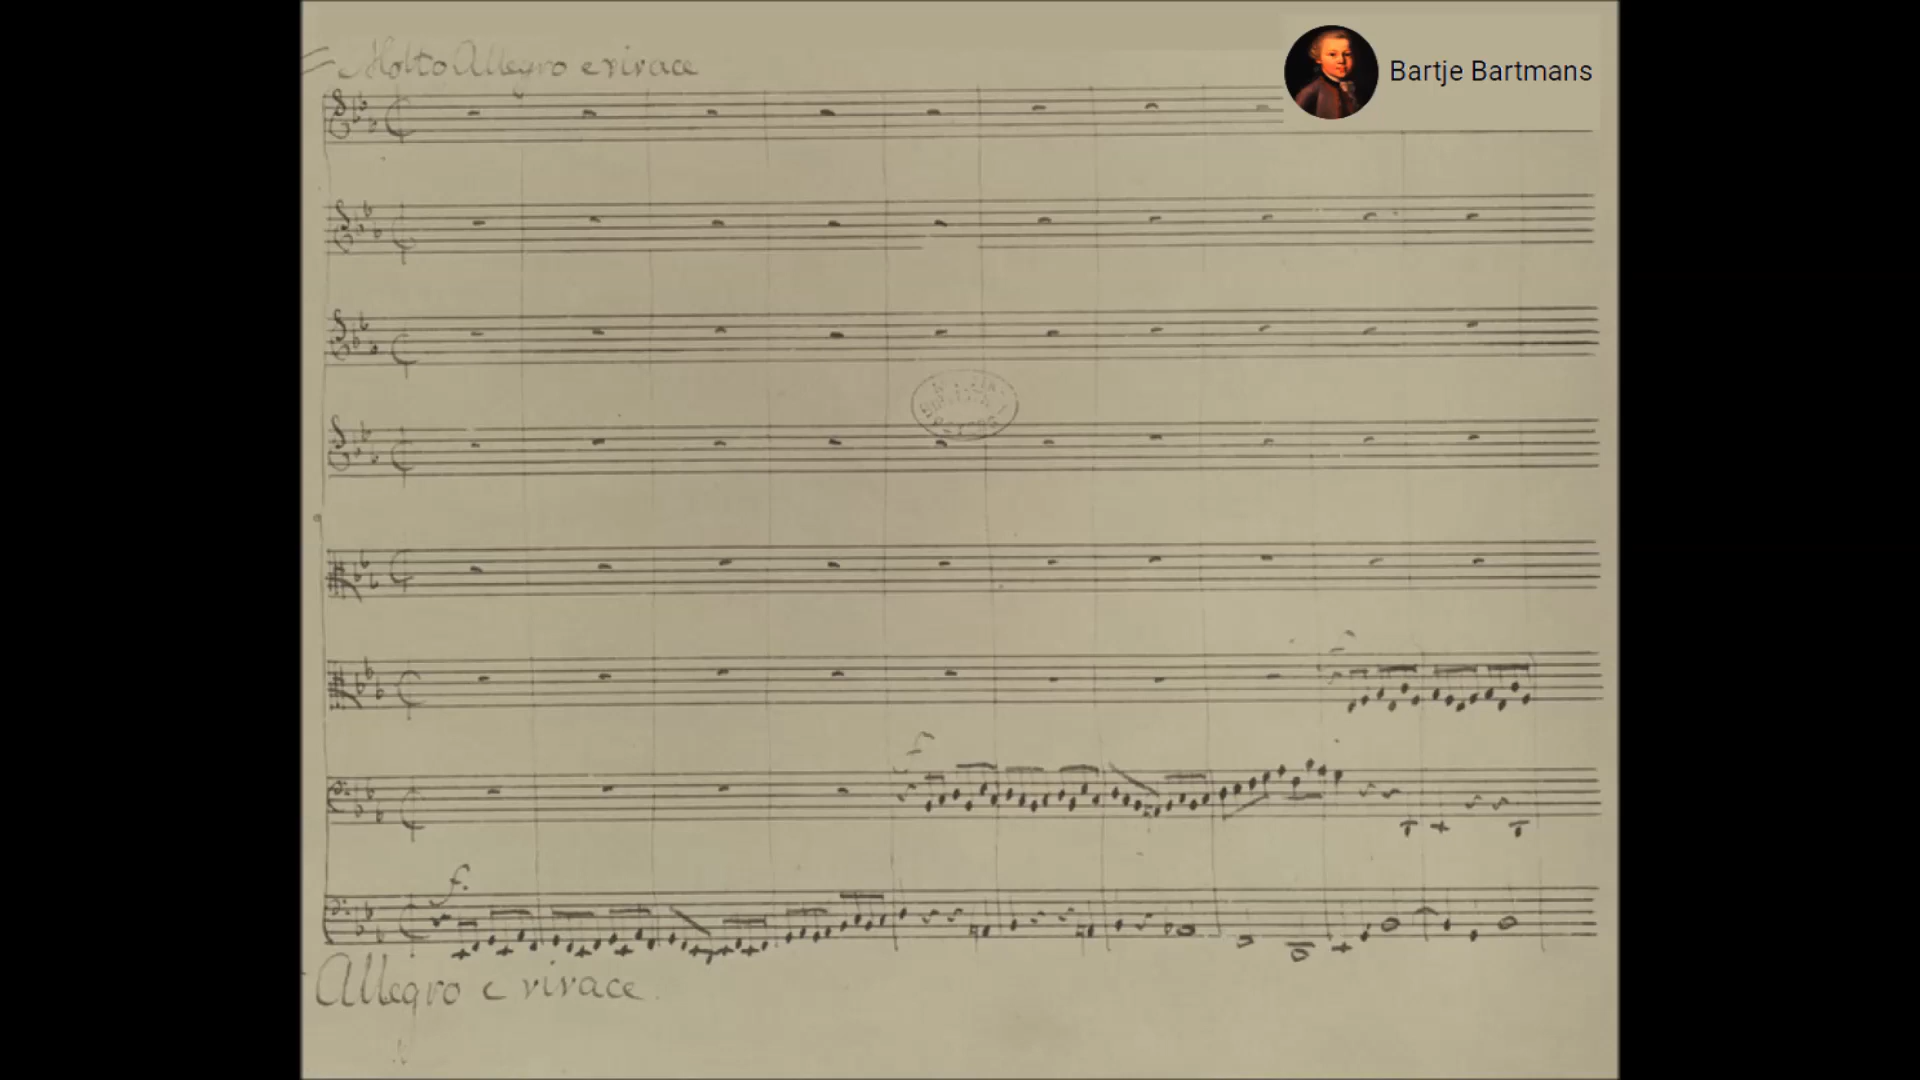 Molto Allegro e vivace
Bartje Bartmans
f
f
f.
Allegro e vivace.